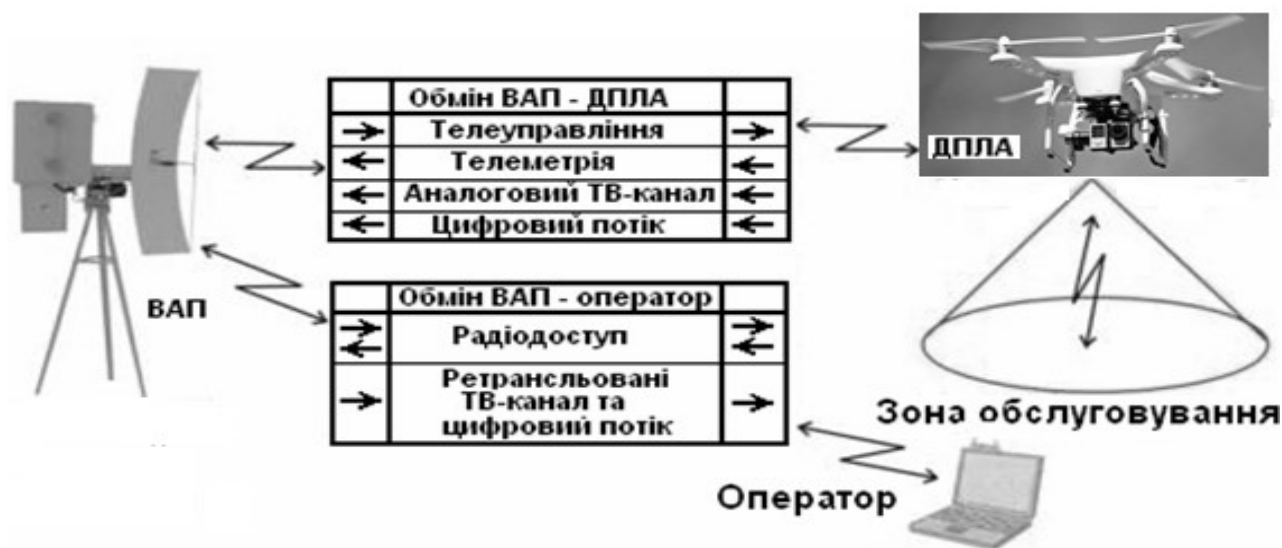 Обмін ВАП - ДПЛА
Телеуправління
Телеметрія
Аналоговий ТВ-канал
Цифровий потік
ДПЛА
ВАП
Обмін ВАП - оператор
Радіодоступ
Ретрансльовані
ТВ-канал та
цифровий потік
Зона обслуговування
Оператор